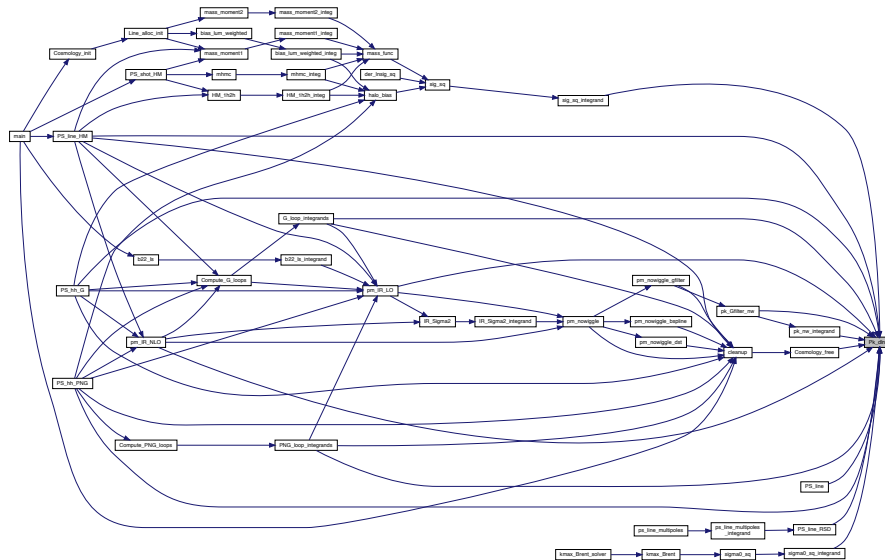 mass_moment2
mass_moment2_integ
Line_alloc_init
bias_lum_weighted
mass_moment1_integ
Cosmology_init
mass_moment1
bias_lum_weighted_integ
mass_func
PS_shot_HM
mhmc
mhmc_integ
der_lnsig_sq
sig_sq
HM_1h2h
HM_1h2h_integ
halo_bias
sig_sq_integrand
main
PS_line_HM
G_loop_integrands
b22_ls
b22_ls_integrand
Compute_G_loops
pm_nowiggle_gfilter
PS_hh_G
pm_IR_LO
pk_Gfilter_nw
IR_Sigma2
IR_Sigma2_integrand
pm_nowiggle
pm_nowiggle_bspline
pk_nw_integrand
pm_IR_NLO
pm_nowiggle_dst
cleanup
Cosmology_free
PS_hh_PNG
Compute_PNG_loops
PNG_loop_integrands
PS_line
ps_line_multipoles
ps_line_multipoles
_integrand
PS_line_RSD
kmax_Brent_solver
kmax_Brent
sigma0_sq
sigma0_sq_integrand